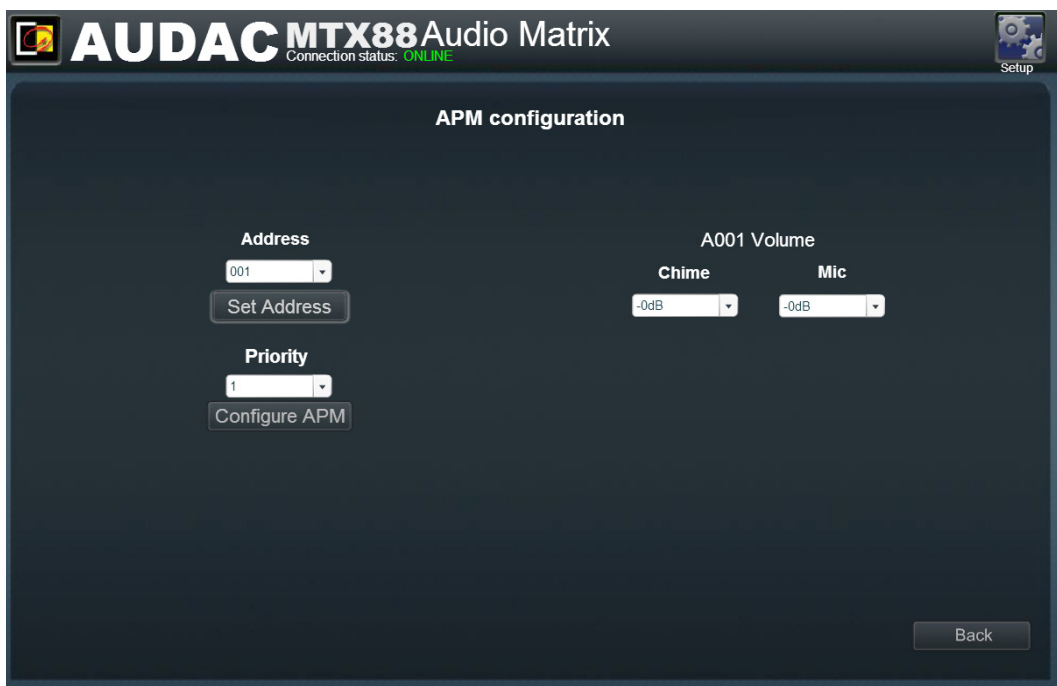 AUDAC MTX88 Audio Matrix
Connection status: ONLINE
Setup
APM configuration
Address
001
Set Address
Priority
1
Configure APM
A001 Volume
Chime Mic
-0dB -0dB
Back